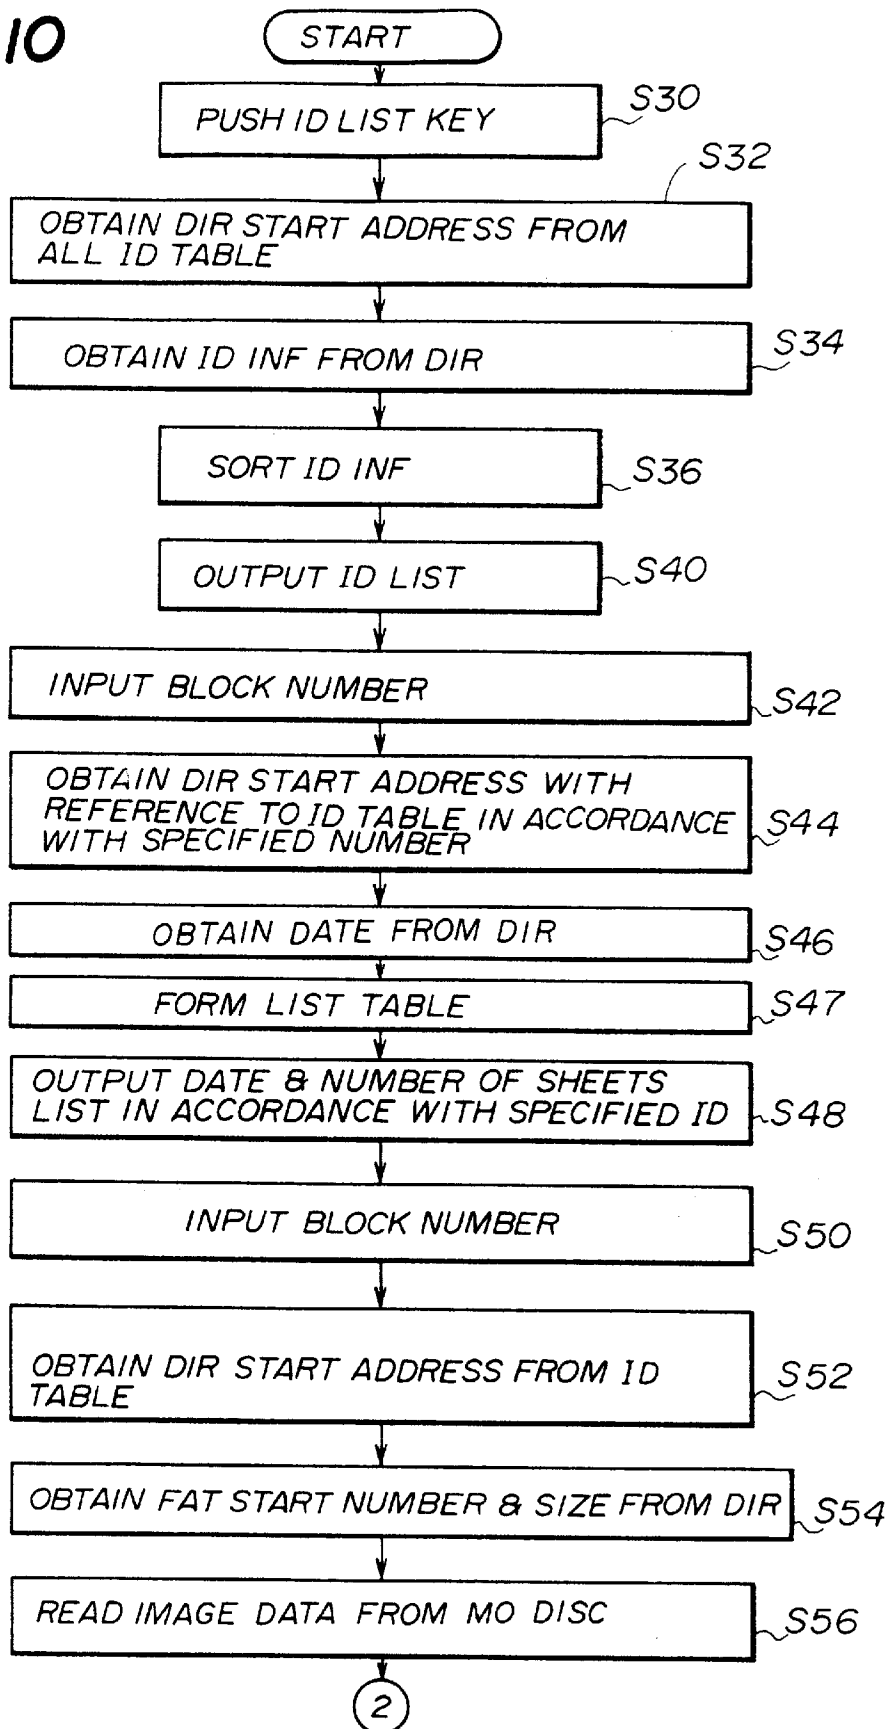 10
START
PUSH ID LIST KEY
S30
S32
OBTAIN DIR START ADDRESS FROM
ALL ID TABLE
OBTAIN ID INF FROM DIR
S34
SORT ID INF
S36
OUTPUT ID LIST
S40
INPUT BLOCK NUMBER
S42
OBTAIN DIR START ADDRESS WITH
REFERENCE TO ID TABLE IN ACCORDANCE
WITH SPECIFIED NUMBER
S44
OBTAIN DATE FROM DIR
S46
FORM LIST TABLE
S47
OUTPUT DATE & NUMBER OF SHEETS
LIST IN ACCORDANCE WITH SPECIFIED ID
S48
INPUT BLOCK NUMBER
S50
OBTAIN DIR START ADDRESS FROM ID
TABLE
S52
OBTAIN FAT START NUMBER & SIZE FROM DIR
S54
READ IMAGE DATA FROM MO DISC
S56
2